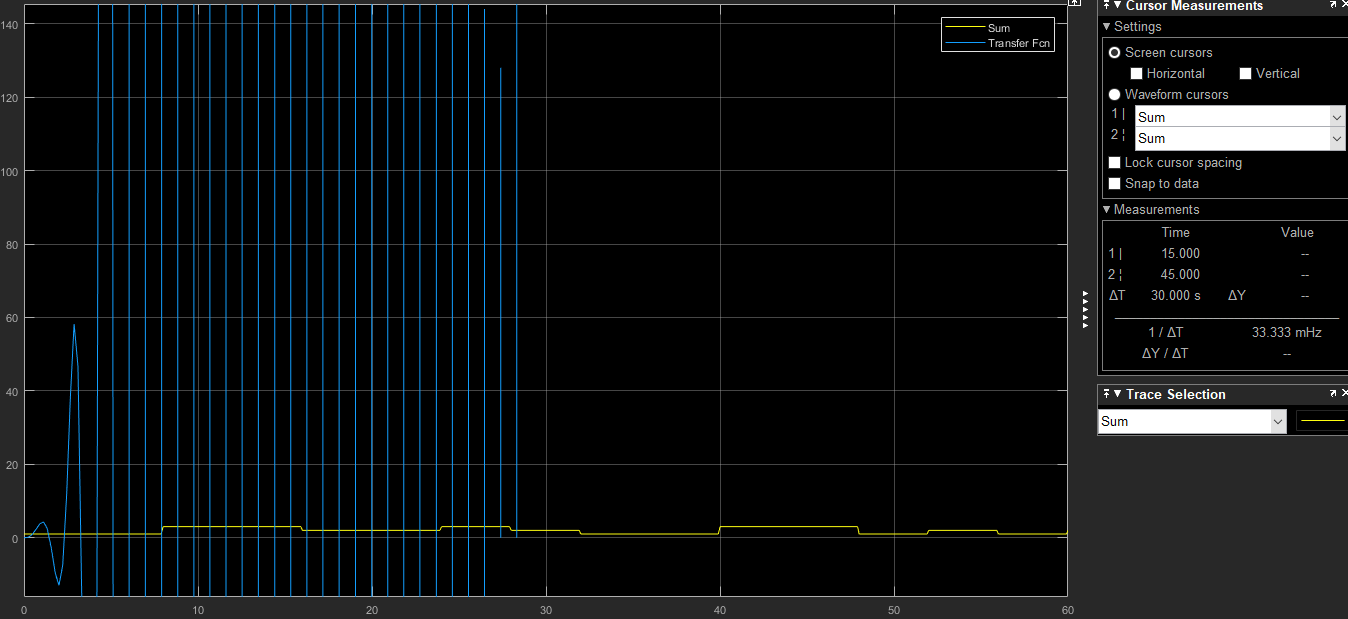 140
120
100
80
60
40
20
0
0 10 20 30 40 50 60
Sum
Transfer Fcn
Cursor Measurements
Settings
Screen cursors
Horizontal Vertical
Waveform cursors
1 | Sum
2 ¦ Sum
Lock cursor spacing
Snap to data
Measurements
Time Value
1 | 15.000 --
2 ¦ 45.000 --
ΔT 30.000 s ΔY --
1 / ΔT 33.333 mHz
ΔY / ΔT --
Trace Selection
Sum